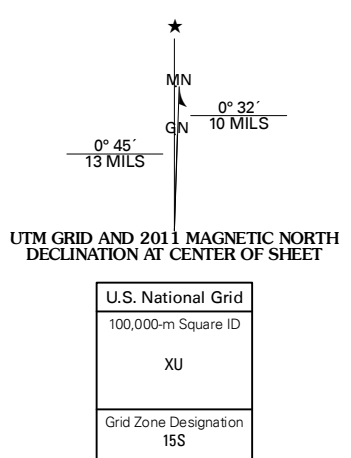 ★
MN
0° 32´
10 MILS
GN
0° 45´
13 MILS
UTM GRID AND 2011 MAGNETIC NORTH
DECLINATION AT CENTER OF SHEET
U.S. National Grid
100,000-m Square ID
XU
Grid Zone Designation
15S